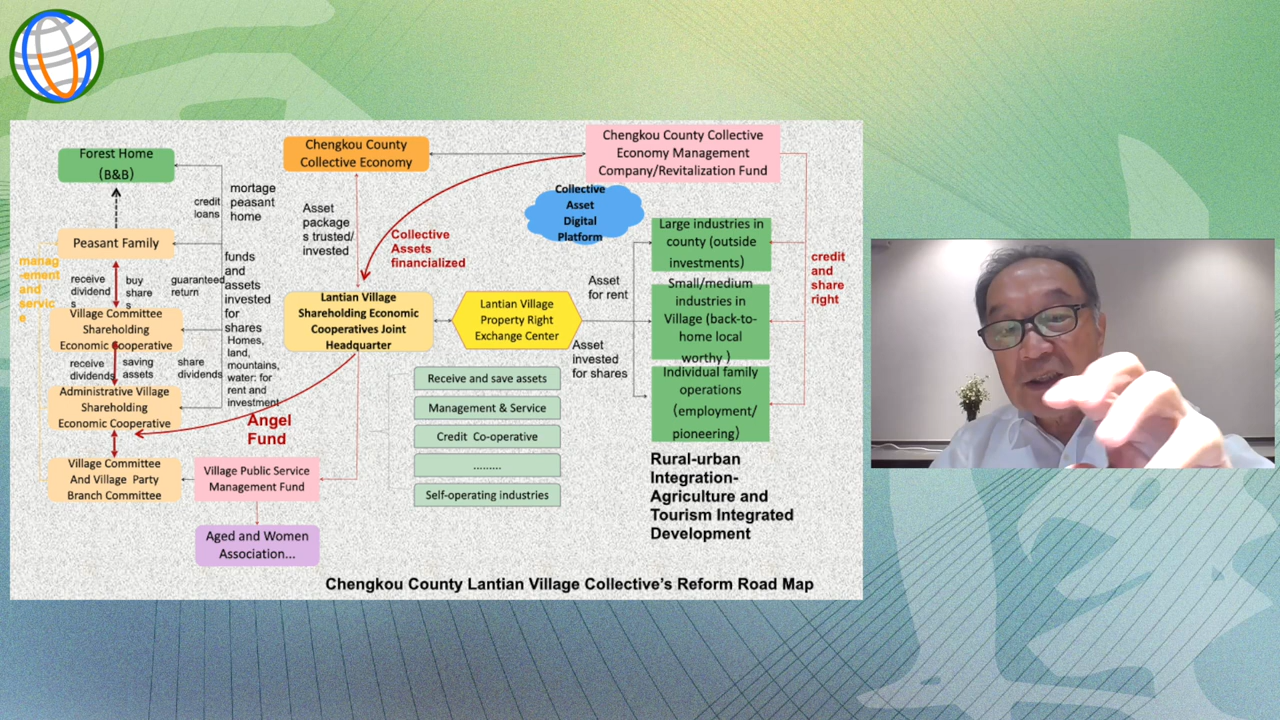 Forest Home
(B&B)
Chengkou County
Collective Economy
Chengkou County Collective
Economy Management
Company/Revitalization Fund
mortage
peasant
home
credit
loans
Asset
package
s trusted/
invested
Collective
Asset
Digital
Platform
Collective
Assets
financialized
Large industries in
county (outside
investments)
Peasant Family
manag
-ement
and
servic
e
receive
dividend
s
buy
share
s
guaranteed
return
funds
and
assets
invested
for
shares
Homes,
land,
mountains,
water: for
rent and
investment
credit
and
share
right
Asset
for rent
Small/medium
industries in
Village (back-to-
home local
worthy )
Village Committee
Shareholding
Economic Cooperative
Lantian Village
Shareholding Economic
Cooperatives Joint
Headquarter
Lantian Village
Property Right
Exchange Center
Asset
invested
for shares
receive
dividends
saving
assets
share
dividends
Individual family
operations
(employment/
pioneering)
Administrative Village
Shareholding
Economic Cooperative
Receive and save assets
Management & Service
Credit Co-operative
.........
Self-operating industries
Angel
Fund
Village Committee
And Village Party
Branch Committee
Village Public Service
Management Fund
Aged and Women
Association...
Rural-urban
Integration-
Agriculture and
Tourism Integrated
Development
Chengkou County Lantian Village Collective's Reform Road Map